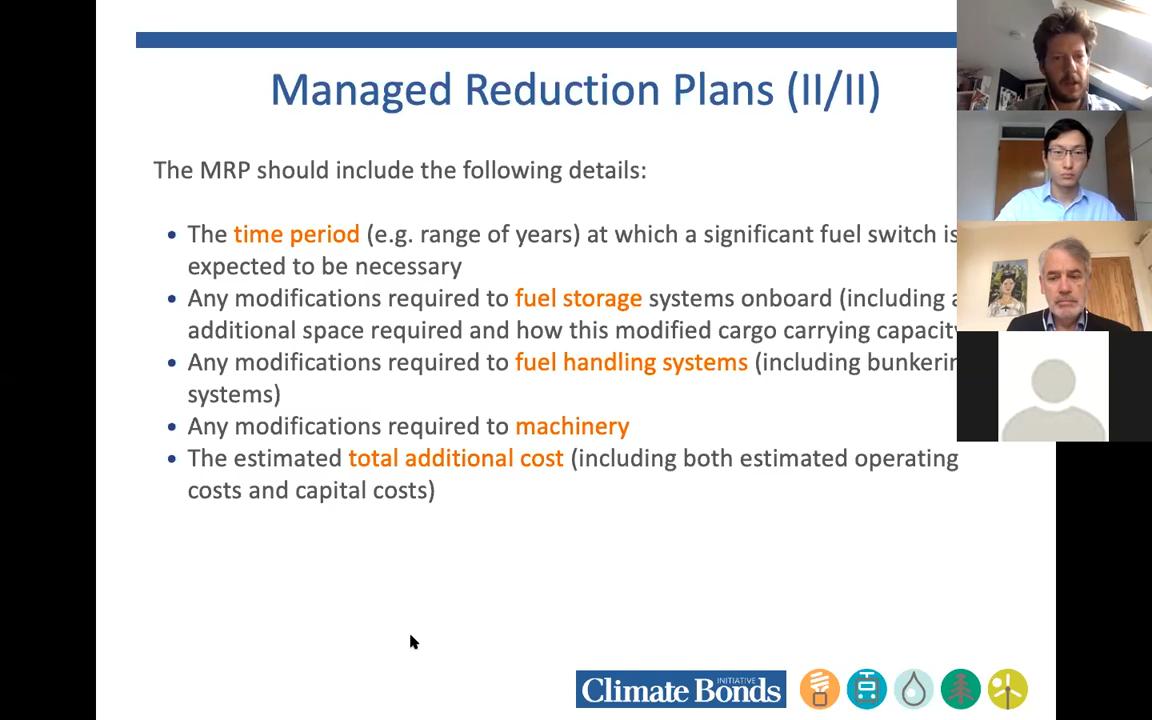 Managed Reduction Plans (II/II)
The MRP should include the following details:
• The time period (e.g. range of years) at which a significant fuel switch is
expected to be necessary
• Any modifications required to fuel storage systems onboard (including
additional space required and how this modified cargo carrying capacity
• Any modifications required to fuel handling systems (including
systems)
• Any modifications required to machinery
• The estimated total additional cost (including both estimated operating
costs and capital costs)
INITIATIVE
Climate Bonds